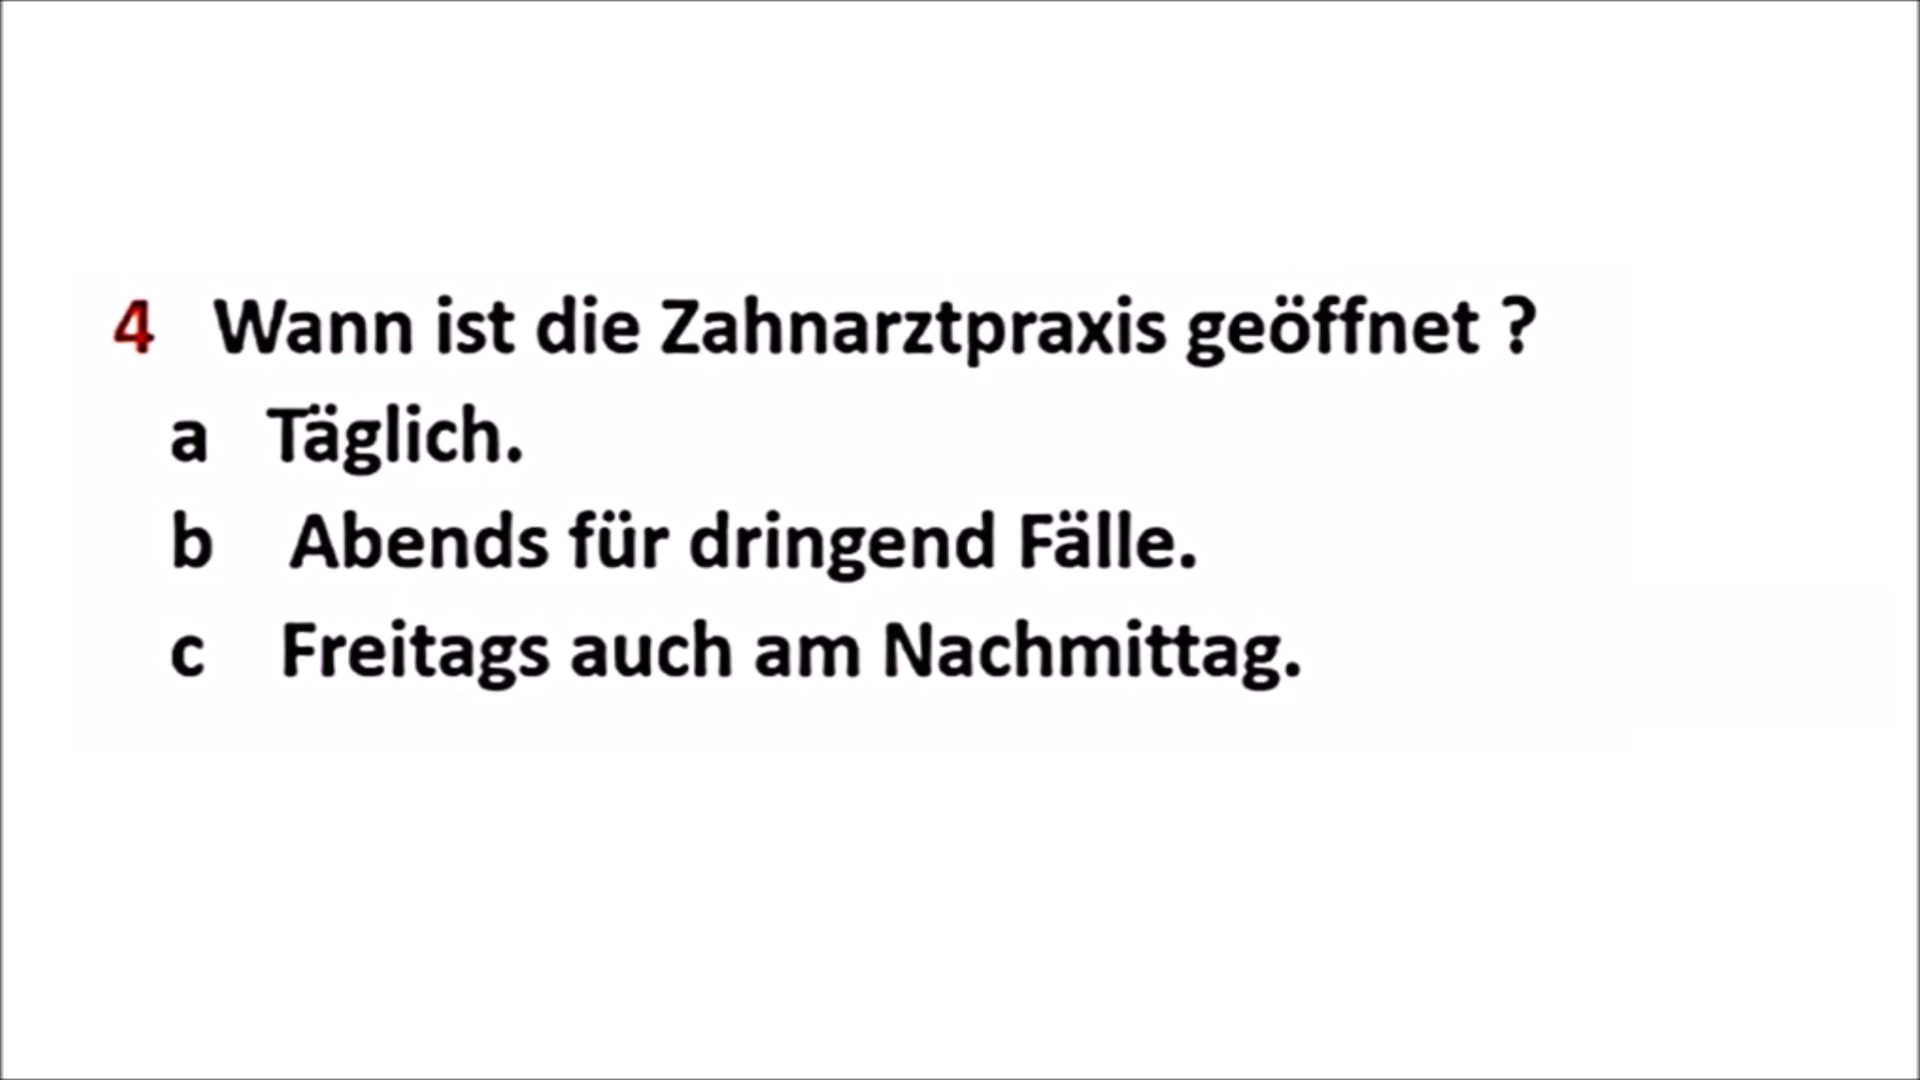 4 Wann ist die Zahnarztpraxis geöffnet ?
a Täglich.
b Abends für dringend Fälle.
c Freitags auch am Nachmittag.